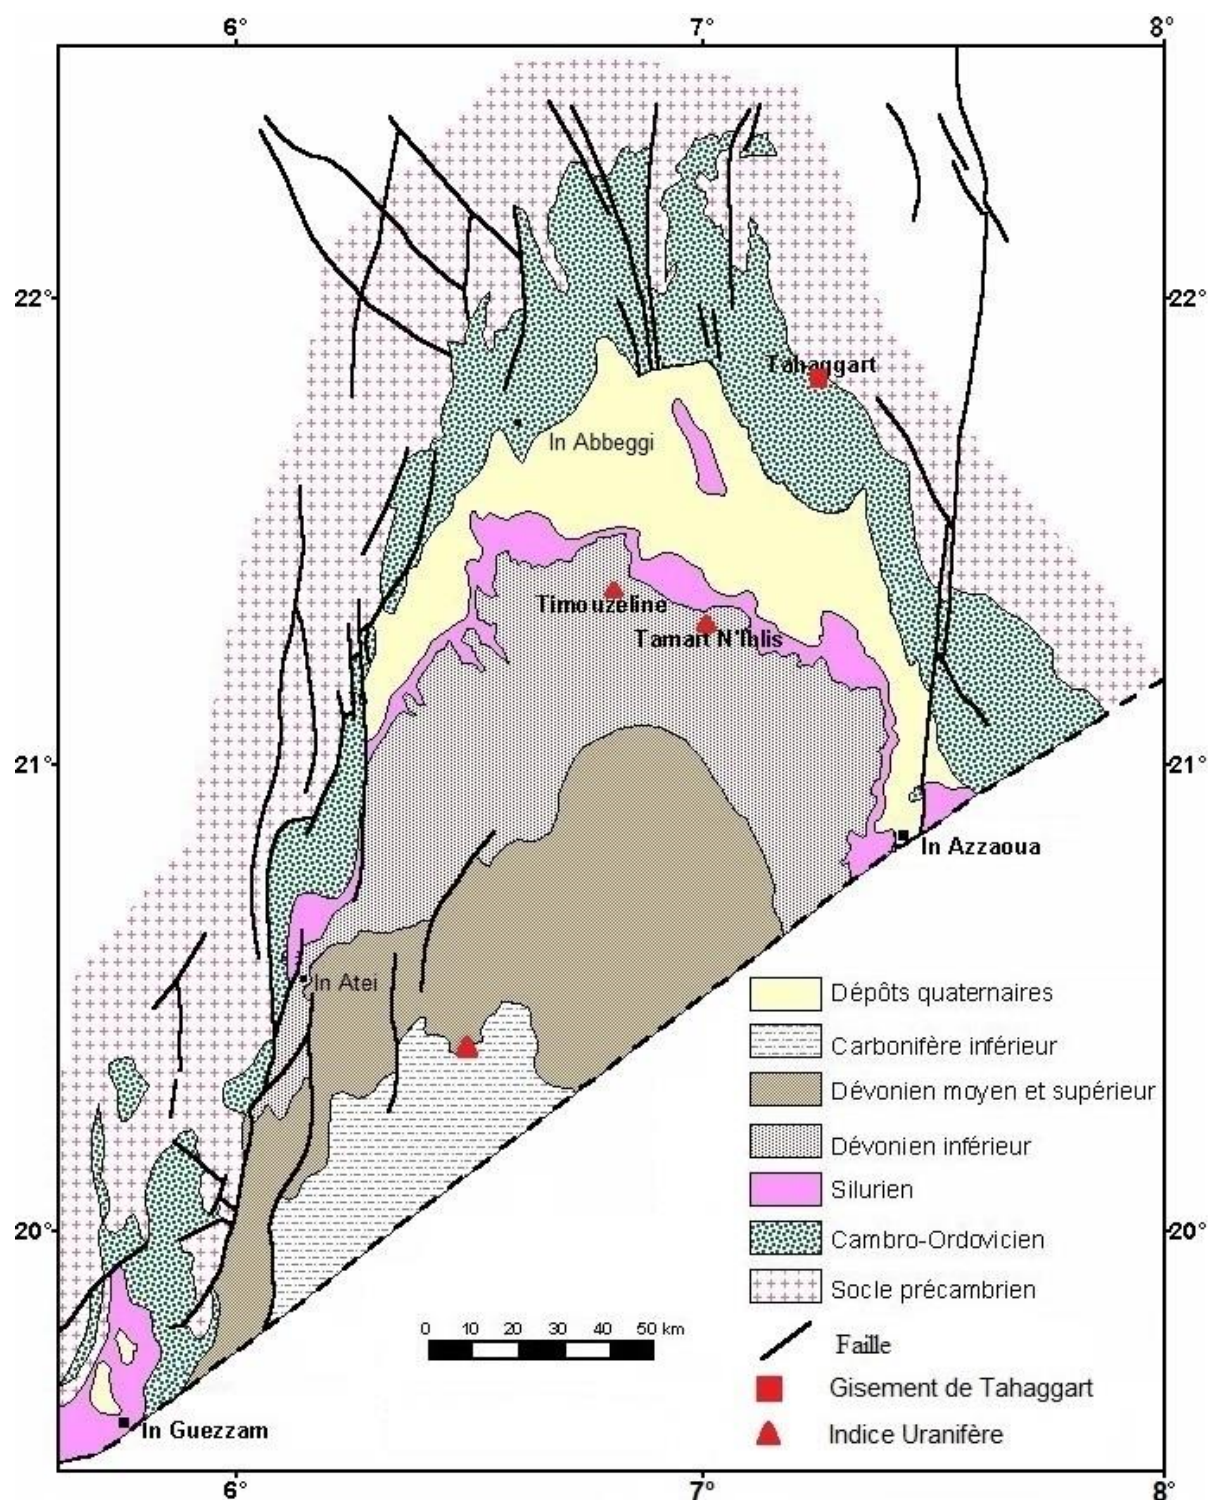 6° 7° 8°
22° 22°
Tahaggart
In Abbeggi
Timouzeline
Tamart N'Ihlis
21° 21°
In Azzaoua
In Atei
Dépôts quaternaires
Carbonifère inférieur
Dévonien moyen et supérieur
Dévonien inférieur
Silurien
20° 20°
Cambro-Ordovicien
Socle précambrien
0 10 20 30 40 50 km
Faille
Gisement de Tahaggart
In Guezzam
Indice Uranifère
6° 7° 8°